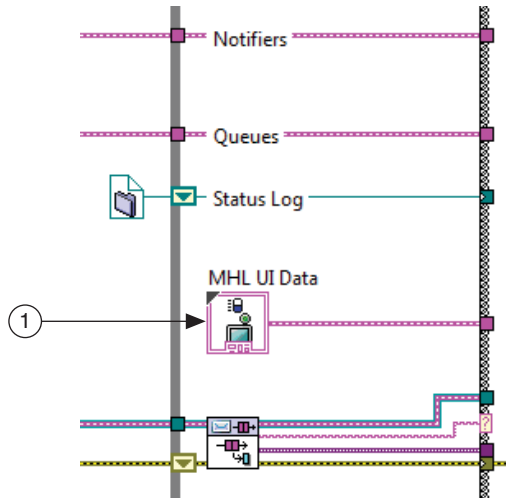 Notifiers
Queues
Status Log
MHL UI Data
1
?